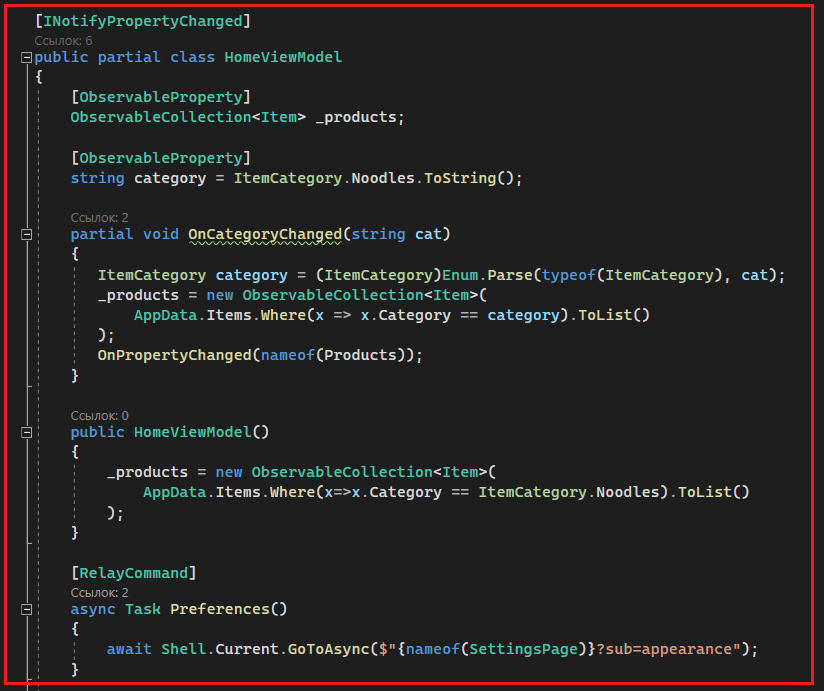 [INotifyPropertyChanged]
Ссылок: 6
public partial class HomeViewModel
{
[ObservableProperty]
ObservableCollection<Item> _products;
[ObservableProperty]
string category = ItemCategory.Noodles.ToString();
Ссылок: 2
partial void OnCategoryChanged(string cat)
{
ItemCategory category = (ItemCategory)Enum.Parse(typeof(ItemCategory), cat);
_products = new ObservableCollection<Item>(
AppData.Items.Where(x => x.Category == category).ToList()
);
OnPropertyChanged(nameof(Products));
}
Ссылок: 0
public HomeViewModel()
{
_products = new ObservableCollection<Item>(
AppData.Items.Where(x=>x.Category == ItemCategory.Noodles).ToList()
);
}
[RelayCommand]
Ссылок: 2
async Task Preferences()
{
await Shell.Current.GoToAsync($"{nameof(SettingsPage)}?sub=appearance");
}